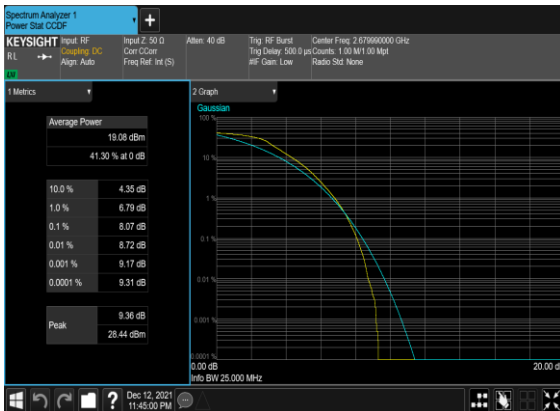 Spectrum Analyzer 1
Power Stat CCDF
+
KEYSIGHT Input: RF Input Z: 50 Ω Atten: 40 dB Trig: RF Burst Center Freq: 2.679990000 GHz
RL Coupling: DC Corr CCorr Trig Delay: 500.0 µs Counts: 1.00 M/1.00 Mpt
Align: Auto Freq Ref: Int (S) #IF Gain: Low Radio Std: None
1 Metrics
2 Graph
Average Power
19.08 dBm
41.30 % at 0 dB
10.0 % 4.35 dB
1.0 % 6.79 dB
0.1 % 8.07 dB
0.01 % 8.72 dB
0.001 % 9.17 dB
0.0001 % 9.31 dB
Peak 9.36 dB
28.44 dBm
Gaussian
100 %
10 %
1 %
0.1 %
0.01 %
0.001 %
0.0001 %
0.00 dB 20.00 d
Info BW 25.000 MHz
? Dec 12, 2021
11:45:00 PM